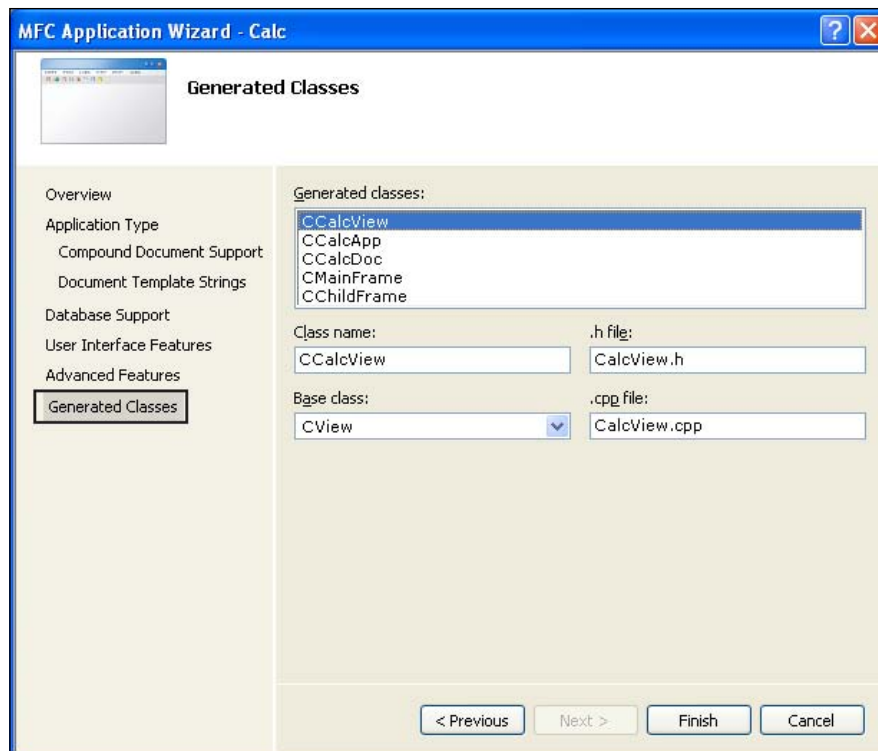 MFC Application Wizard - Calc
Generated Classes
Overview
Application Type
Compound Document Support
Document Template Strings
Database Support
User Interface Features
Advanced Features
Generated Classes
Generated classes:
CCalcView
CCalcApp
CCalcDoc
CMainFrame
CChildFrame
Class name:
.h file:
CCalcView
CalcView.h
Base class:
.cpp file:
CView
CalcView.cpp
< Previous
Next >
Finish
Cancel